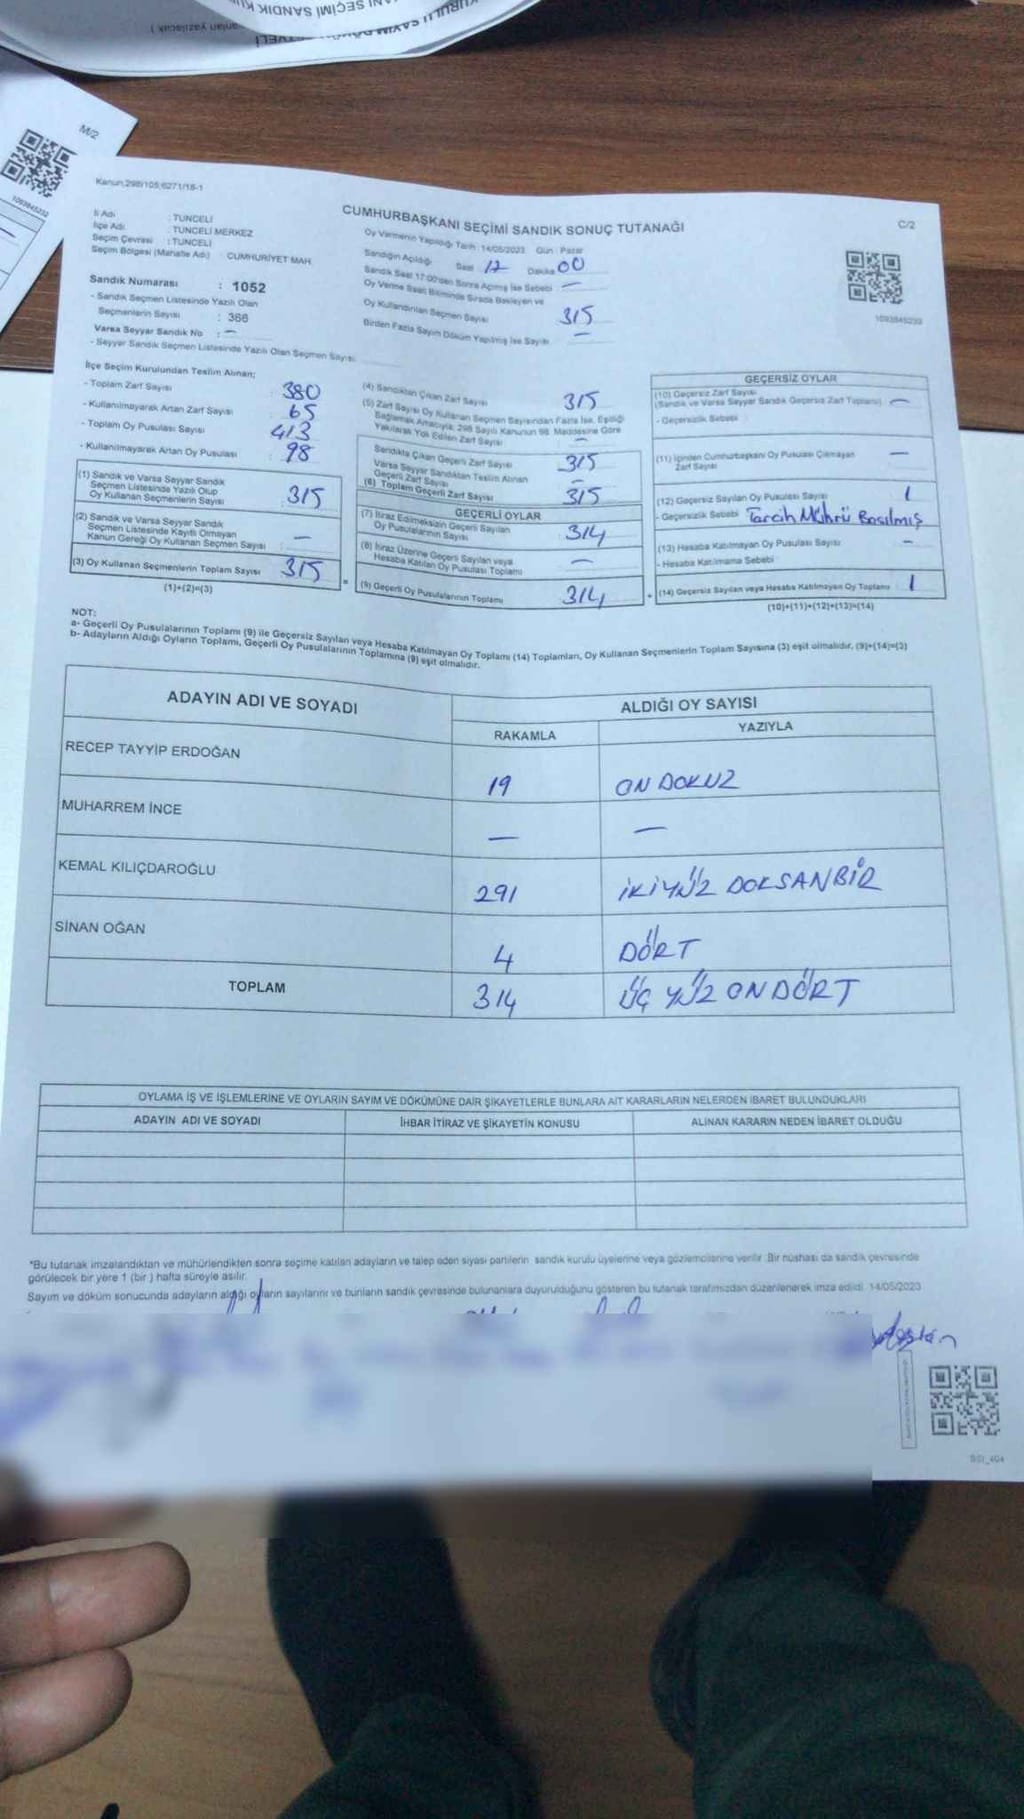 M/2
1093845232
Kanun,298/105;6271/18-1
CUMHURBAŞKANI SEÇİMİ SANDIK SONUÇ TUTANAĞI
C/2
İl Adı : TUNCELİ
İlçe Adı : TUNCELİ MERKEZ
Seçim Çevresi : TUNCELİ
Seçim Bölgesi (Mahalle Adı) : CUMHURİYET MAH.
Oy Vermenin Yapıldığı Tarih : 14/05/2023 Gün : Pazar
Sandığın Açıldığı Saat 17 Dakika 00
Sandık Saat 17:00'den Sonra Açılmış İse Sebebi —
Oy Verme Saati Bitiminde Sırada Bekleyen ve
Oy Kullandırılan Seçmen Sayısı 315
Birden Fazla Sayım Döküm Yapılmış İse Sayısı —
1093845233
Sandık Numarası : 1052
- Sandık Seçmen Listesinde Yazılı Olan
Seçmenlerin Sayısı : 366
Varsa Seyyar Sandık No : —
- Seyyar Sandık Seçmen Listesinde Yazılı Olan Seçmen Sayısı
İlçe Seçim Kurulundan Teslim Alınan;
- Toplam Zarf Sayısı 380
- Kullanılmayarak Artan Zarf Sayısı 65
- Toplam Oy Pusulası Sayısı 413
- Kullanılmayarak Artan Oy Pusulası 98
(1) Sandık ve Varsa Seyyar Sandık
Seçmen Listesinde Yazılı Olup
Oy Kullanan Seçmenlerin Sayısı 315
(2) Sandık ve Varsa Seyyar Sandık
Seçmen Listesinde Kayıtlı Olmayan
Kanun Gereği Oy Kullanan Seçmen Sayısı —
(3) Oy Kullanan Seçmenlerin Toplam Sayısı 315
(1)+(2)=(3)
(4) Sandıktan Çıkan Zarf Sayısı 315
(5) Zarf Sayısı Oy Kullanan Seçmen Sayısından Fazla İse, Eşitliği
Sağlamak Amacıyla, 298 Sayılı Kanunun 98. Maddesine Göre
Yakılarak Yok Edilen Zarf Sayısı —
Sandıkta Çıkan Geçerli Zarf Sayısı 315
Varsa Seyyar Sandıktan Teslim Alınan
Geçerli Zarf Sayısı —
(6) Toplam Geçerli Zarf Sayısı 315
GEÇERLİ OYLAR
(7) İtiraz Edilmeksizin Geçerli Sayılan
Oy Pusulalarının Sayısı 314
(8) İtiraz Üzerine Geçerli Sayılan veya
Hesaba Katılan Oy Pusulası Toplamı —
(9) Geçerli Oy Pusulalarının Toplamı 314
GEÇERSİZ OYLAR
(10) Geçersiz Zarf Sayısı
(Sandık ve Varsa Seyyar Sandık Geçersiz Zarf Toplamı) —
- Geçersizlik Sebebi
(11) İçinden Cumhurbaşkanı Oy Pusulası Çıkmayan
Zarf Sayısı —
(12) Geçersiz Sayılan Oy Pusulası Sayısı 1
- Geçersizlik Sebebi Tarcih Mührü Basılmış
(13) Hesaba Katılmayan Oy Pusulası Sayısı —
- Hesaba Katılmama Sebebi
(14) Geçersiz Sayılan veya Hesaba Katılmayan Oy Toplamı 1
(10)+(11)+(12)+(13)=(14)
NOT:
a- Geçerli Oy Pusulalarının Toplamı (9) ile Geçersiz Sayılan veya Hesaba Katılmayan Oy Toplamı (14) Toplamları, Oy Kullanan Seçmenlerin Toplam Sayısına (3) eşit olmalıdır. (9)+(14)=(3)
b- Adayların Aldığı Oyların Toplamı, Geçerli Oy Pusulalarının Toplamına (9) eşit olmalıdır.
ADAYIN ADI VE SOYADI
ALDIĞI OY SAYISI
RAKAMLA YAZIYLA
RECEP TAYYİP ERDOĞAN 19 ON DOKUZ
MUHARREM İNCE — —
KEMAL KILIÇDAROĞLU 291 İKİYÜZ DOKSANBİR
SİNAN OĞAN 4 DÖRT
TOPLAM 314 ÜÇ YÜZ ONDÖRT
OYLAMA İŞ VE İŞLEMLERİNE VE OYLARIN SAYIM VE DÖKÜMÜNE DAİR ŞİKAYETLERLE BUNLARA AİT KARARLARIN NELERDEN İBARET BULUNDUKLARI
ADAYIN ADI VE SOYADI İHBAR İTİRAZ VE ŞİKAYETİN KONUSU ALINAN KARARIN NEDEN İBARET OLDUĞU
*Bu tutanak imzalandıktan ve mühürlendikten sonra seçime katılan adayların ve talep eden siyasi partilerin sandık kurulu üyelerine veya gözlemcilerine verilir. Bir nüshası da sandık çevresinde
görülecek bir yere 1 (bir ) hafta süreyle asılır.
Sayım ve döküm sonucunda adayların aldığı oyların sayılarını ve bunların sandık çevresinde bulunanlara duyurulduğunu gösteren bu tutanak tarafımızdan düzenlenerek imza edildi. 14/05/2023